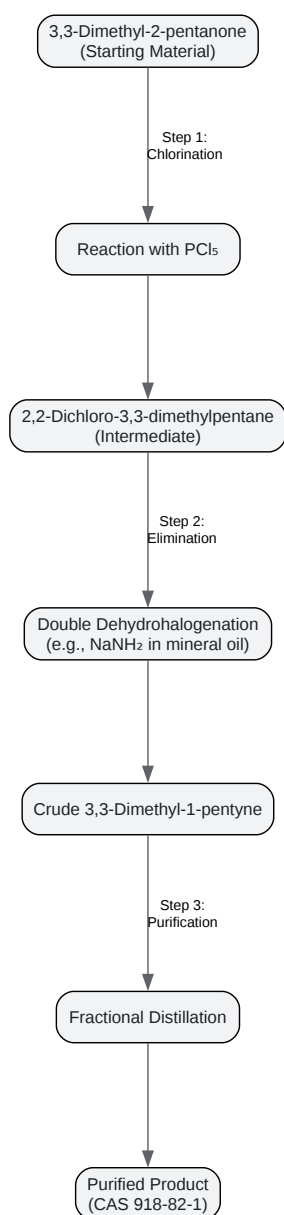 3,3-Dimethyl-2-pentanone
(Starting Material)
Step 1:
Chlorination
Reaction with PCl₅
2,2-Dichloro-3,3-dimethylpentane
(Intermediate)
Step 2:
Elimination
Double Dehydrohalogenation
(e.g., NaNH₂ in mineral oil)
Crude 3,3-Dimethyl-1-pentyne
Step 3:
Purification
Fractional Distillation
Purified Product
(CAS 918-82-1)